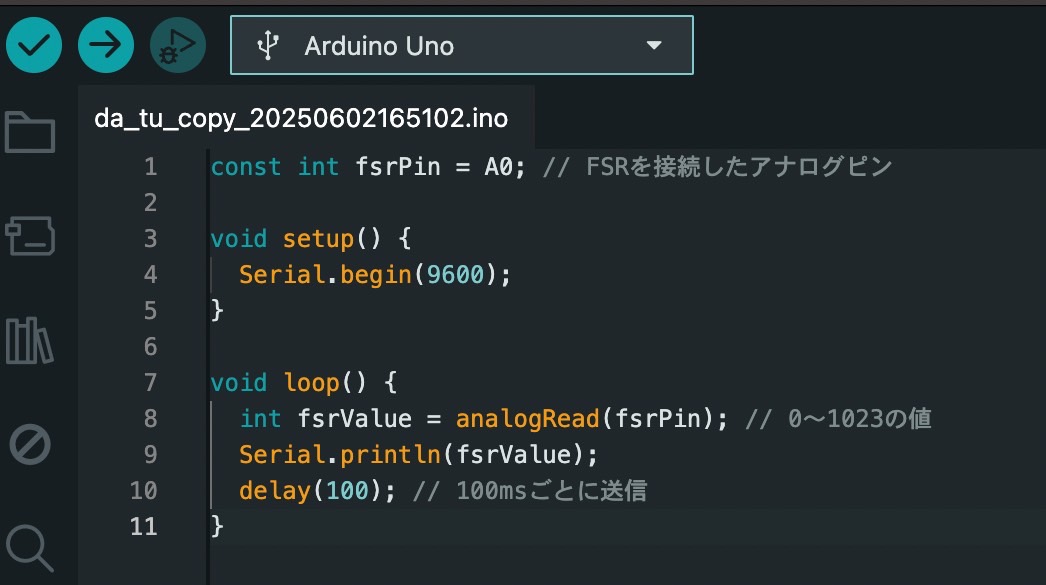 Arduino Uno
da_tu_copy_20250602165102.ino
1 const int fsrPin = A0; // FSRを接続したアナログピン
2
3 void setup() {
4   Serial.begin(9600);
5 }
6
7 void loop() {
8   int fsrValue = analogRead(fsrPin); // 0〜1023の値
9   Serial.println(fsrValue);
10   delay(100); // 100msごとに送信
11 }